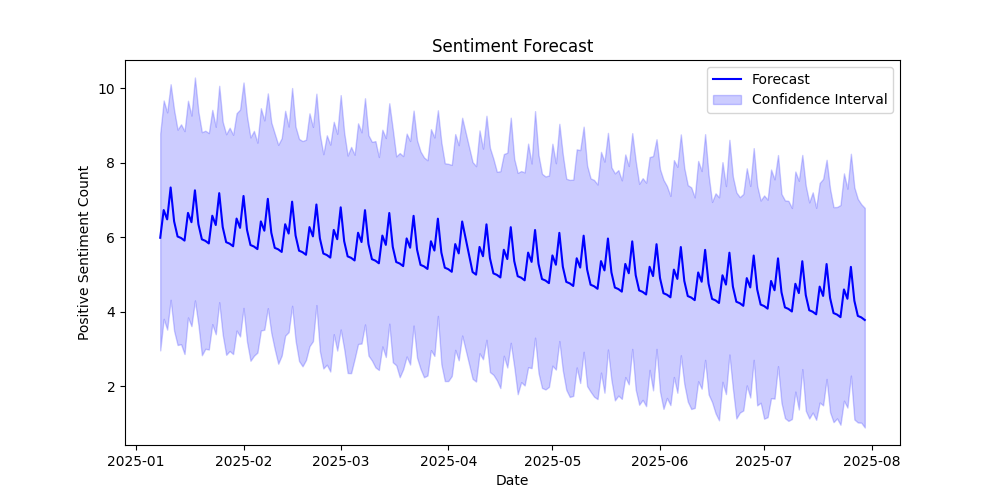 Sentiment Forecast
Forecast
Confidence Interval
Positive Sentiment Count
10
8
6
4
2
2025-01
2025-02
2025-03
2025-04
2025-05
2025-06
2025-07
2025-08
Date